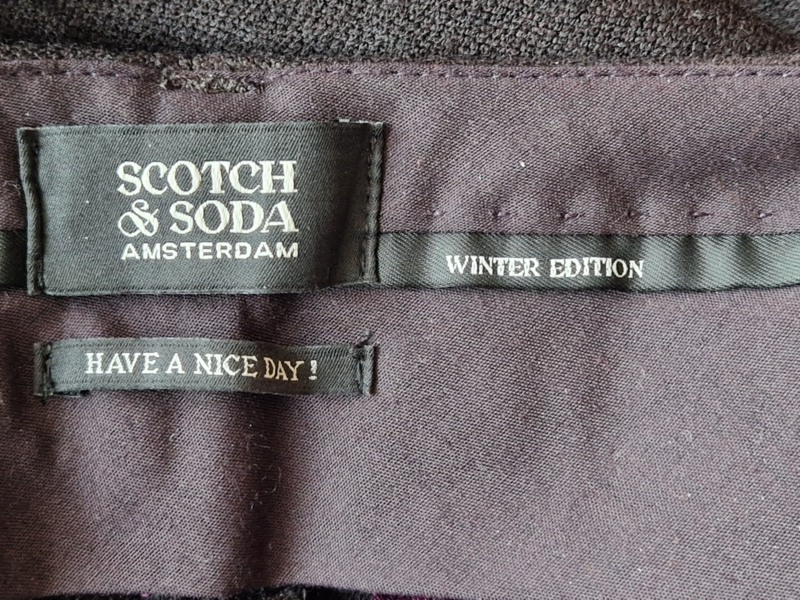 SCOTCH
& SODA
AMSTERDAM
WINTER EDITION
HAVE A NICE DAY!